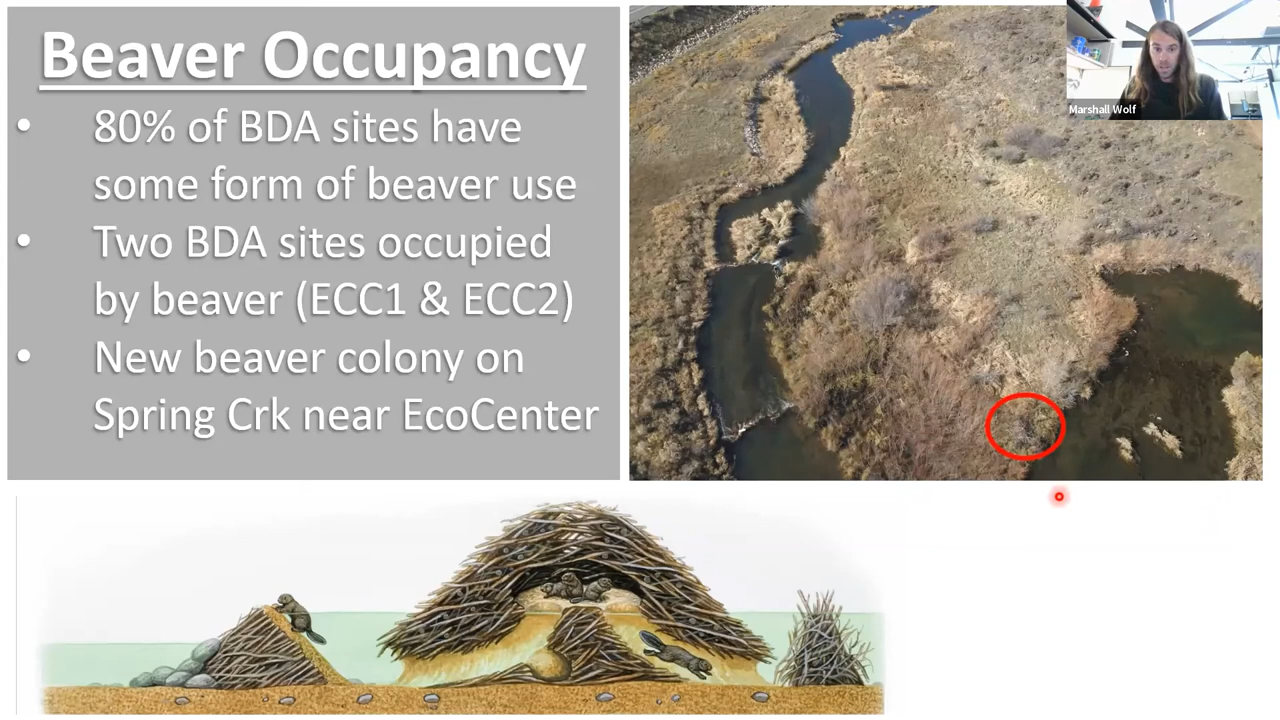 Beaver Occupancy
• 80% of BDA sites have
some form of beaver use
• Two BDA sites occupied
by beaver (ECC1 & ECC2)
• New beaver colony on
Spring Crk near EcoCenter
Marshall Wolf